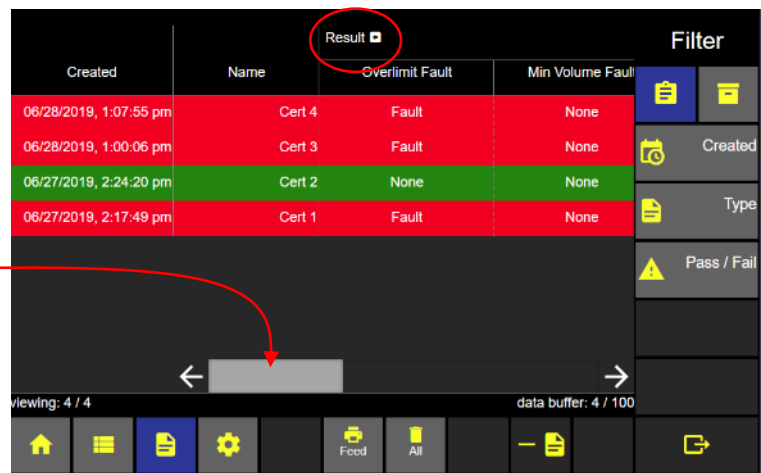 Result
Filter
Created Name Overlimit Fault Min Volume Fault
06/28/2019, 1:07:55 pm Cert 4 Fault None
06/28/2019, 1:00:06 pm Cert 3 Fault None
Created
06/27/2019, 2:24:20 pm Cert 2 None None
Type
06/27/2019, 2:17:49 pm Cert 1 Fault None
Pass / Fail
viewing: 4 / 4 data buffer: 4 / 100
Feed All